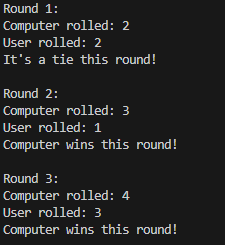 Round 1:
Computer rolled: 2
User rolled: 2
It's a tie this round!

Round 2:
Computer rolled: 3
User rolled: 1
Computer wins this round!

Round 3:
Computer rolled: 4
User rolled: 3
Computer wins this round!